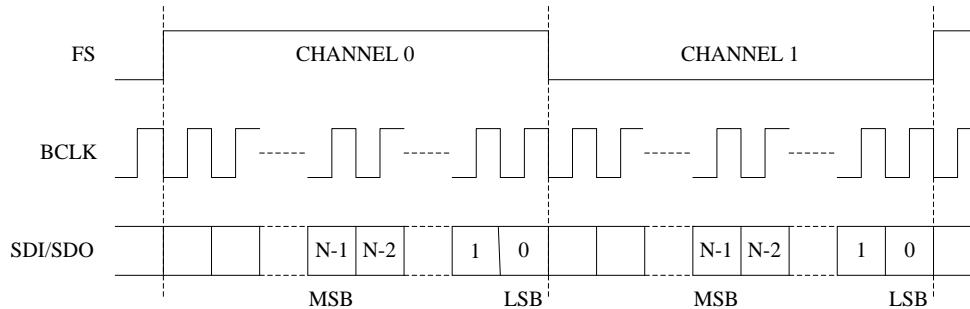 FS CHANNEL 0 CHANNEL 1
BCLK
SDI/SDO N-1 N-2 1 0 N-1 N-2 1 0
MSB LSB MSB LSB